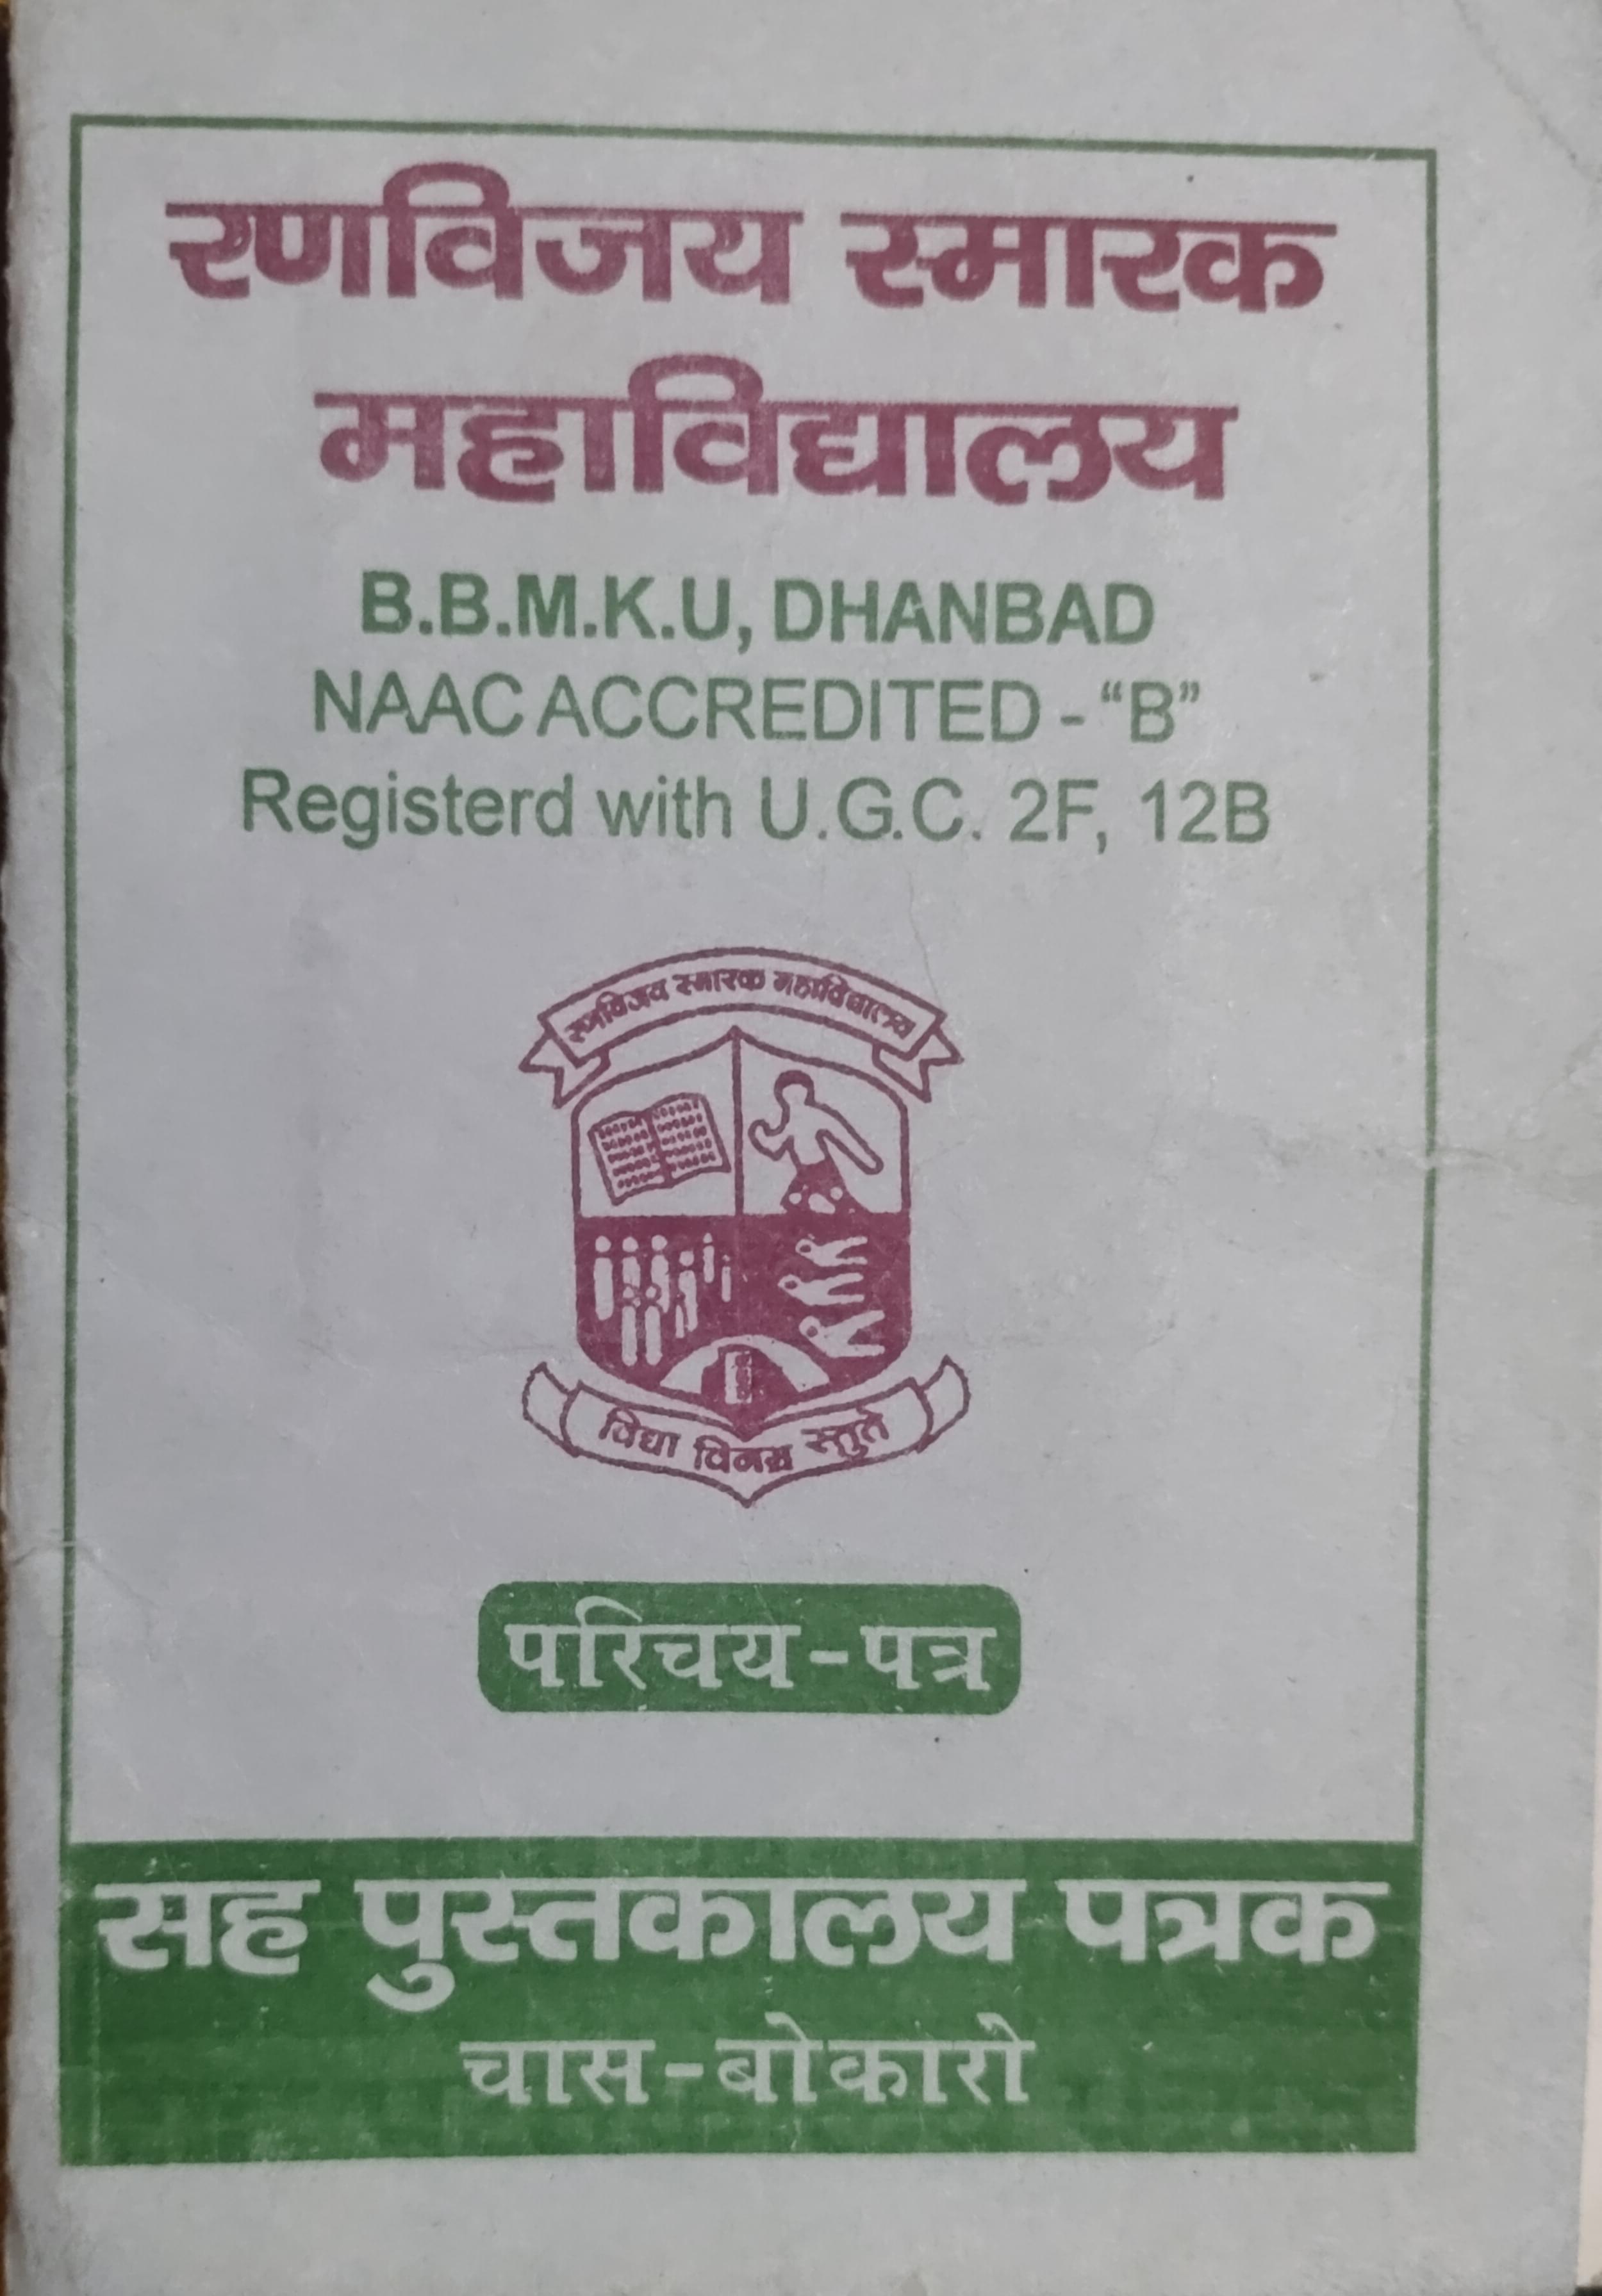 रणविजय स्मारक
महाविद्यालय
B.B.M.K.U, DHANBAD
NAAC ACCREDITED - “B”
Registerd with U.G.C. 2F, 12B
रणविजय स्मारक महाविद्यालय
विद्या विनम्र स्तुते
परिचय-पत्र
सह पुस्तकालय पत्रक
चास-बोकारो